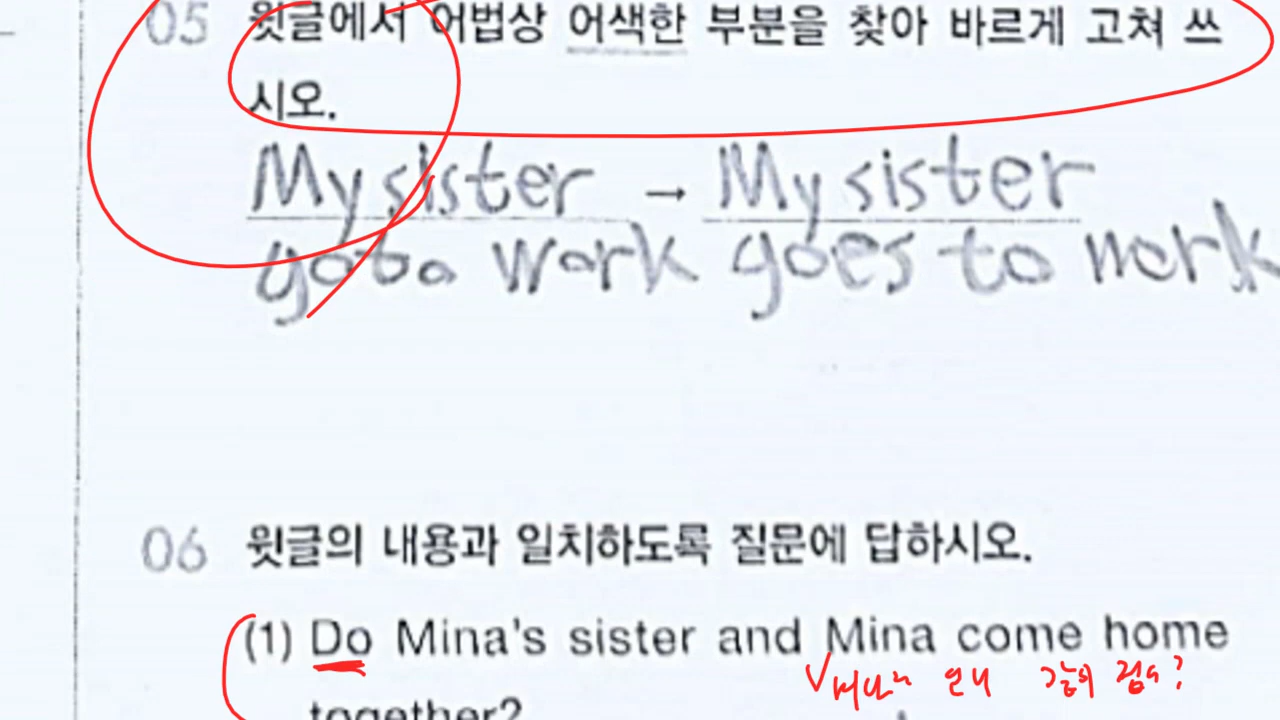 05 윗글에서 어법상 어색한 부분을 찾아 바르게 고쳐 쓰
시오.
My sister → My sister
goto work goes to work
06 윗글의 내용과 일치하도록 질문에 답하시오.
(1) Do Mina's sister and Mina come home
together?